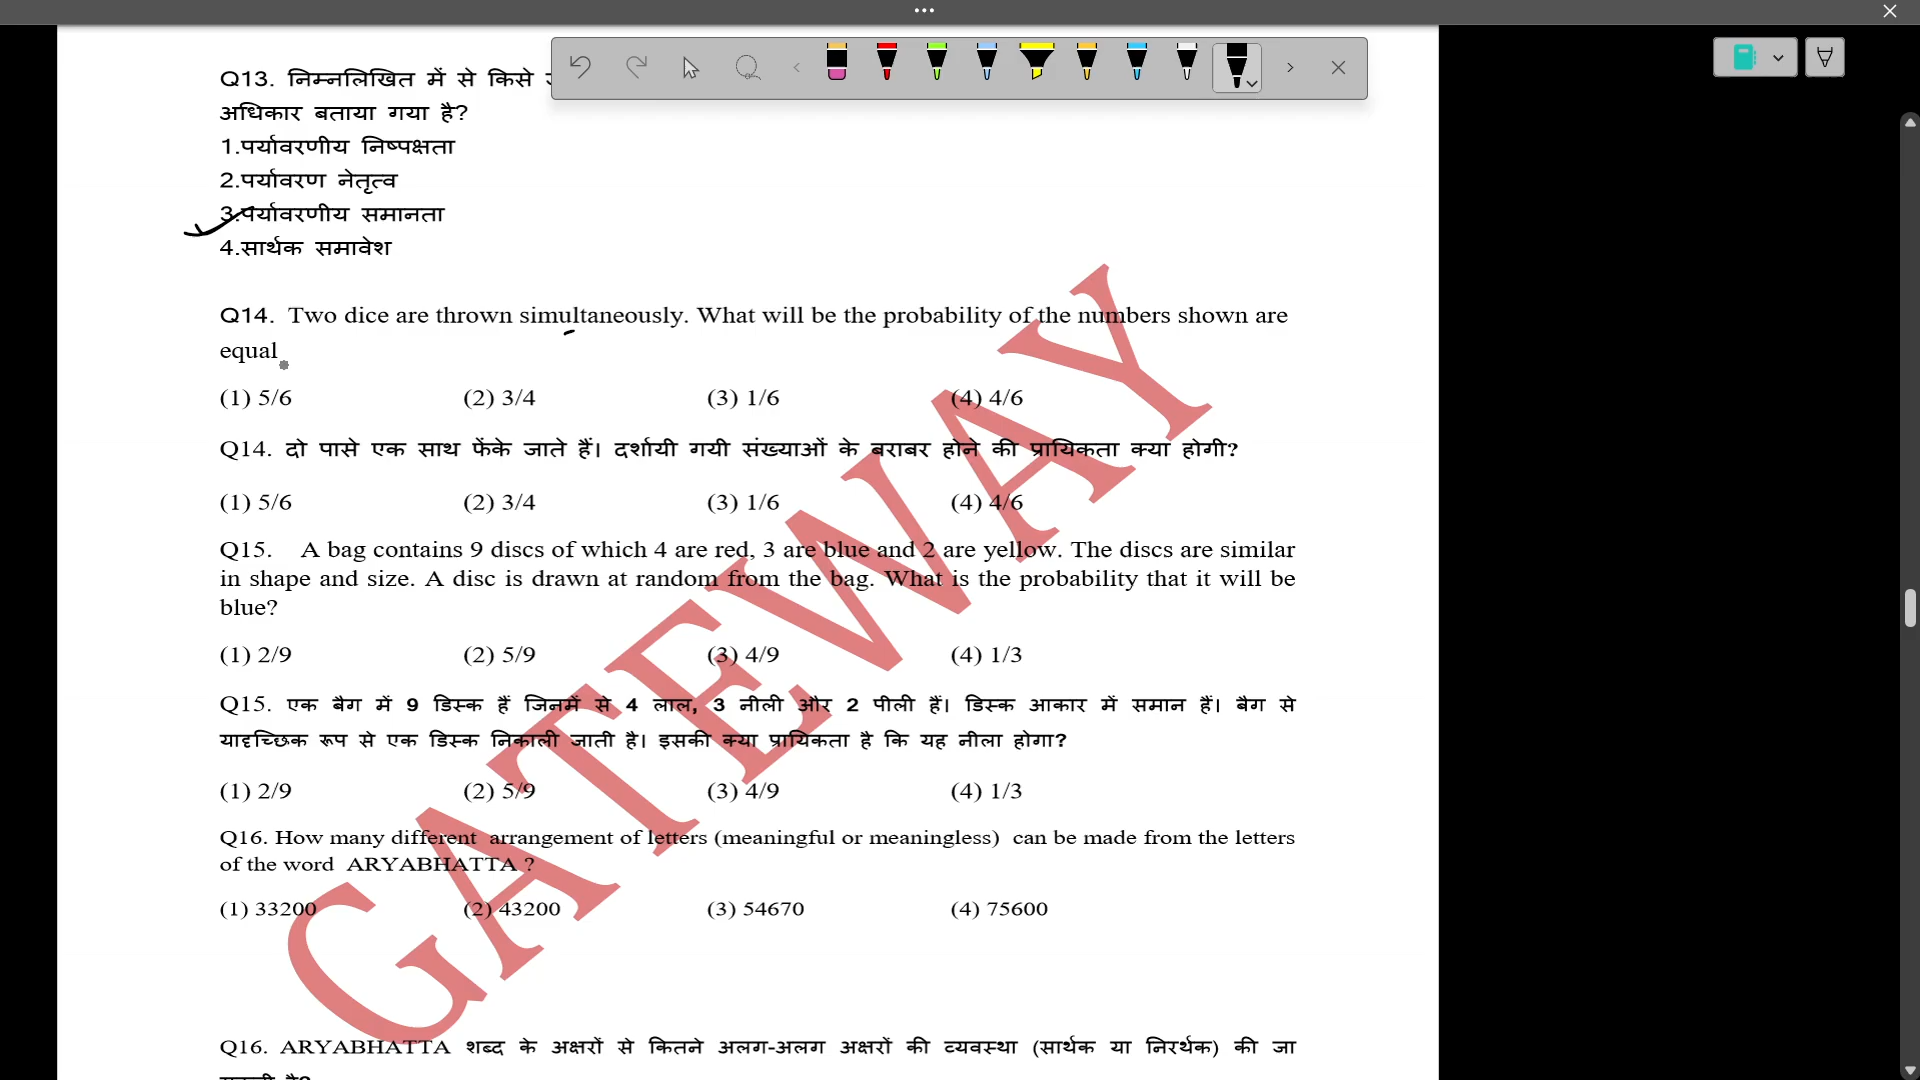 Q13. निम्नलिखित में से किसे
अधिकार बताया गया है?
1.पर्यावरणीय निष्पक्षता
2.पर्यावरण नेतृत्व
3.पर्यावरणीय समानता
4.सार्थक समावेश
Q14. Two dice are thrown simultaneously. What will be the probability of the numbers shown are
equal
(1) 5/6 (2) 3/4 (3) 1/6 (4) 4/6
Q14. दो पासे एक साथ फेंके जाते हैं। दर्शायी गयी संख्याओं के बराबर होने की प्रायिकता क्या होगी?
(1) 5/6 (2) 3/4 (3) 1/6 (4) 4/6
Q15. A bag contains 9 discs of which 4 are red, 3 are blue and 2 are yellow. The discs are similar
in shape and size. A disc is drawn at random from the bag. What is the probability that it will be
blue?
(1) 2/9 (2) 5/9 (3) 4/9 (4) 1/3
Q15. एक बैग में 9 डिस्क हैं जिनमें से 4 लाल, 3 नीली और 2 पीली हैं। डिस्क आकार में समान हैं। बैग से
यादृच्छिक रूप से एक डिस्क निकाली जाती है। इसकी क्या प्रायिकता है कि यह नीला होगा?
(1) 2/9 (2) 5/9 (3) 4/9 (4) 1/3
Q16. How many different arrangement of letters (meaningful or meaningless) can be made from the letters
of the word ARYABHATTA ?
(1) 33200 (2) 43200 (3) 54670 (4) 75600
Q16. ARYABHATTA शब्द के अक्षरों से कितने अलग-अलग अक्षरों की व्यवस्था (सार्थक या निरर्थक) की जा
GATEWAY